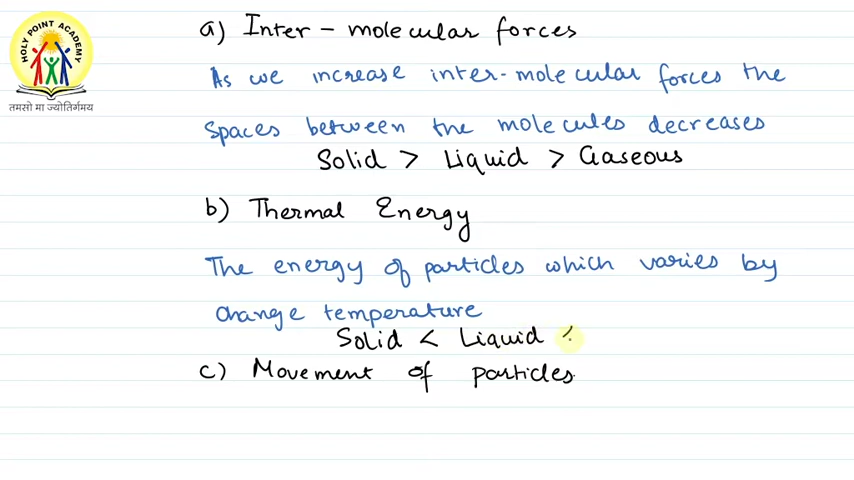 HOLY POINT ACADEMY
तमसो मा ज्योतिर्गमय
a) Inter - molecular forces
As we increase inter-molecular forces the
spaces between the molecules decreases
Solid > Liquid > Gaseous
b) Thermal Energy
The energy of particles which varies by
change temperature
Solid < Liquid
c) Movement of particles.